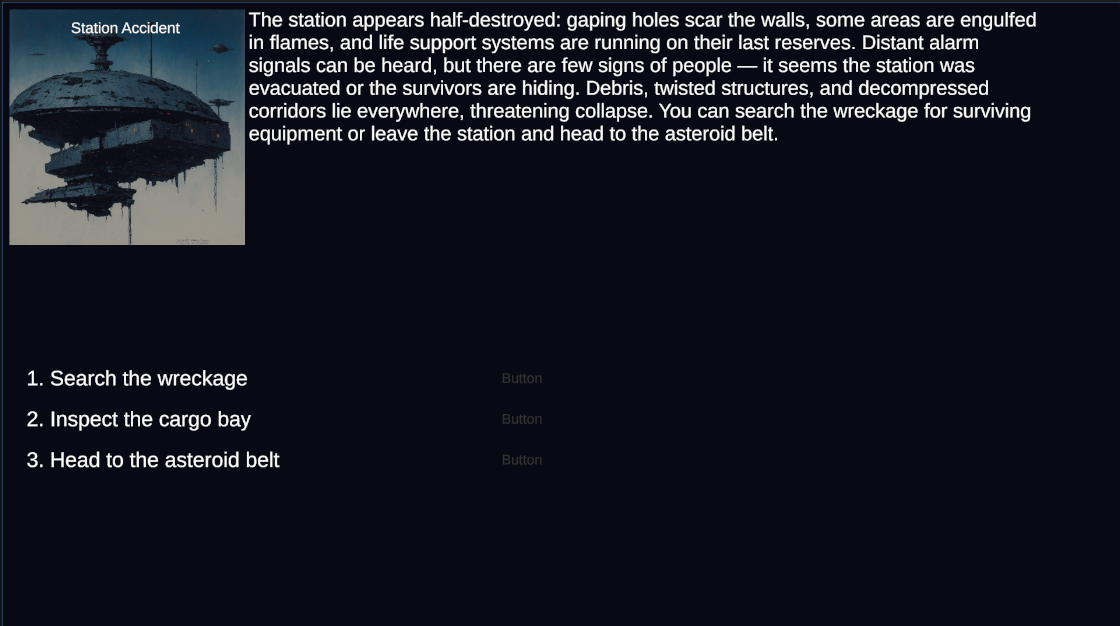 Station Accident
The station appears half-destroyed: gaping holes scar the walls, some areas are engulfed
in flames, and life support systems are running on their last reserves. Distant alarm
signals can be heard, but there are few signs of people — it seems the station was
evacuated or the survivors are hiding. Debris, twisted structures, and decompressed
corridors lie everywhere, threatening collapse. You can search the wreckage for surviving
equipment or leave the station and head to the asteroid belt.
1. Search the wreckage
Button
2. Inspect the cargo bay
Button
3. Head to the asteroid belt
Button